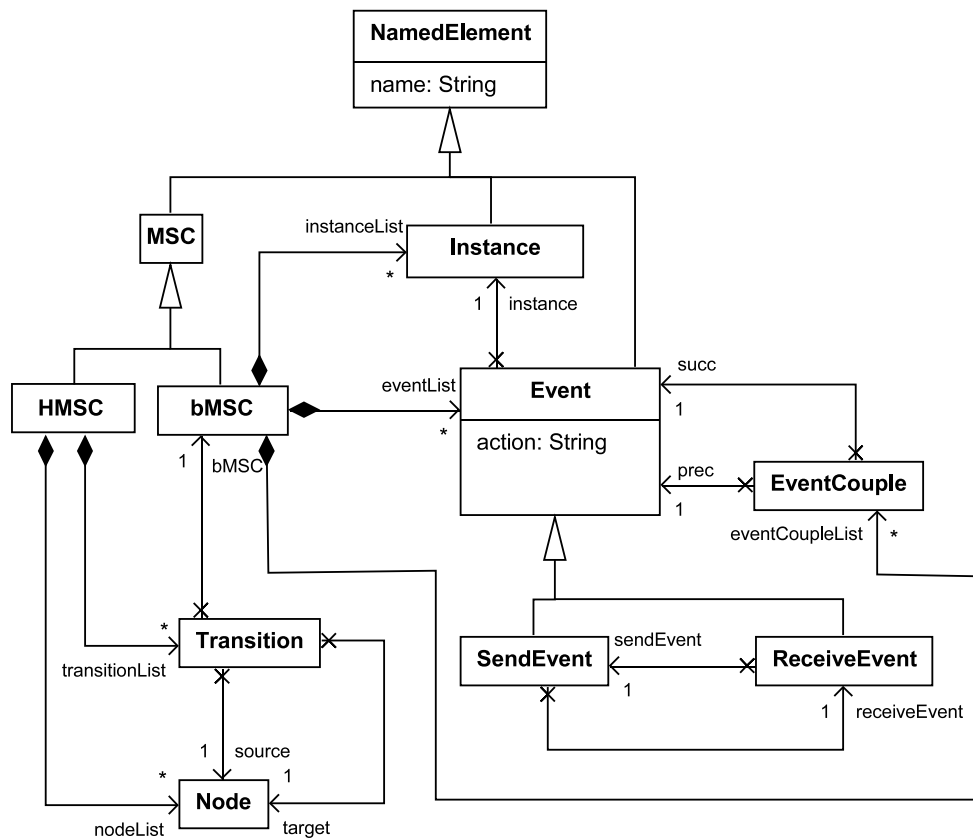 NamedElement
name: String
MSC
instanceList
Instance
*
1
instance
HMSC
bMSC
eventList
*
Event
action: String
succ
1
prec
1
EventCouple
eventCoupleList
*
1
bMSC
*
Transition
transitionList
sendEvent
SendEvent
1
ReceiveEvent
1
receiveEvent
1
source
1
*
Node
nodeList
target